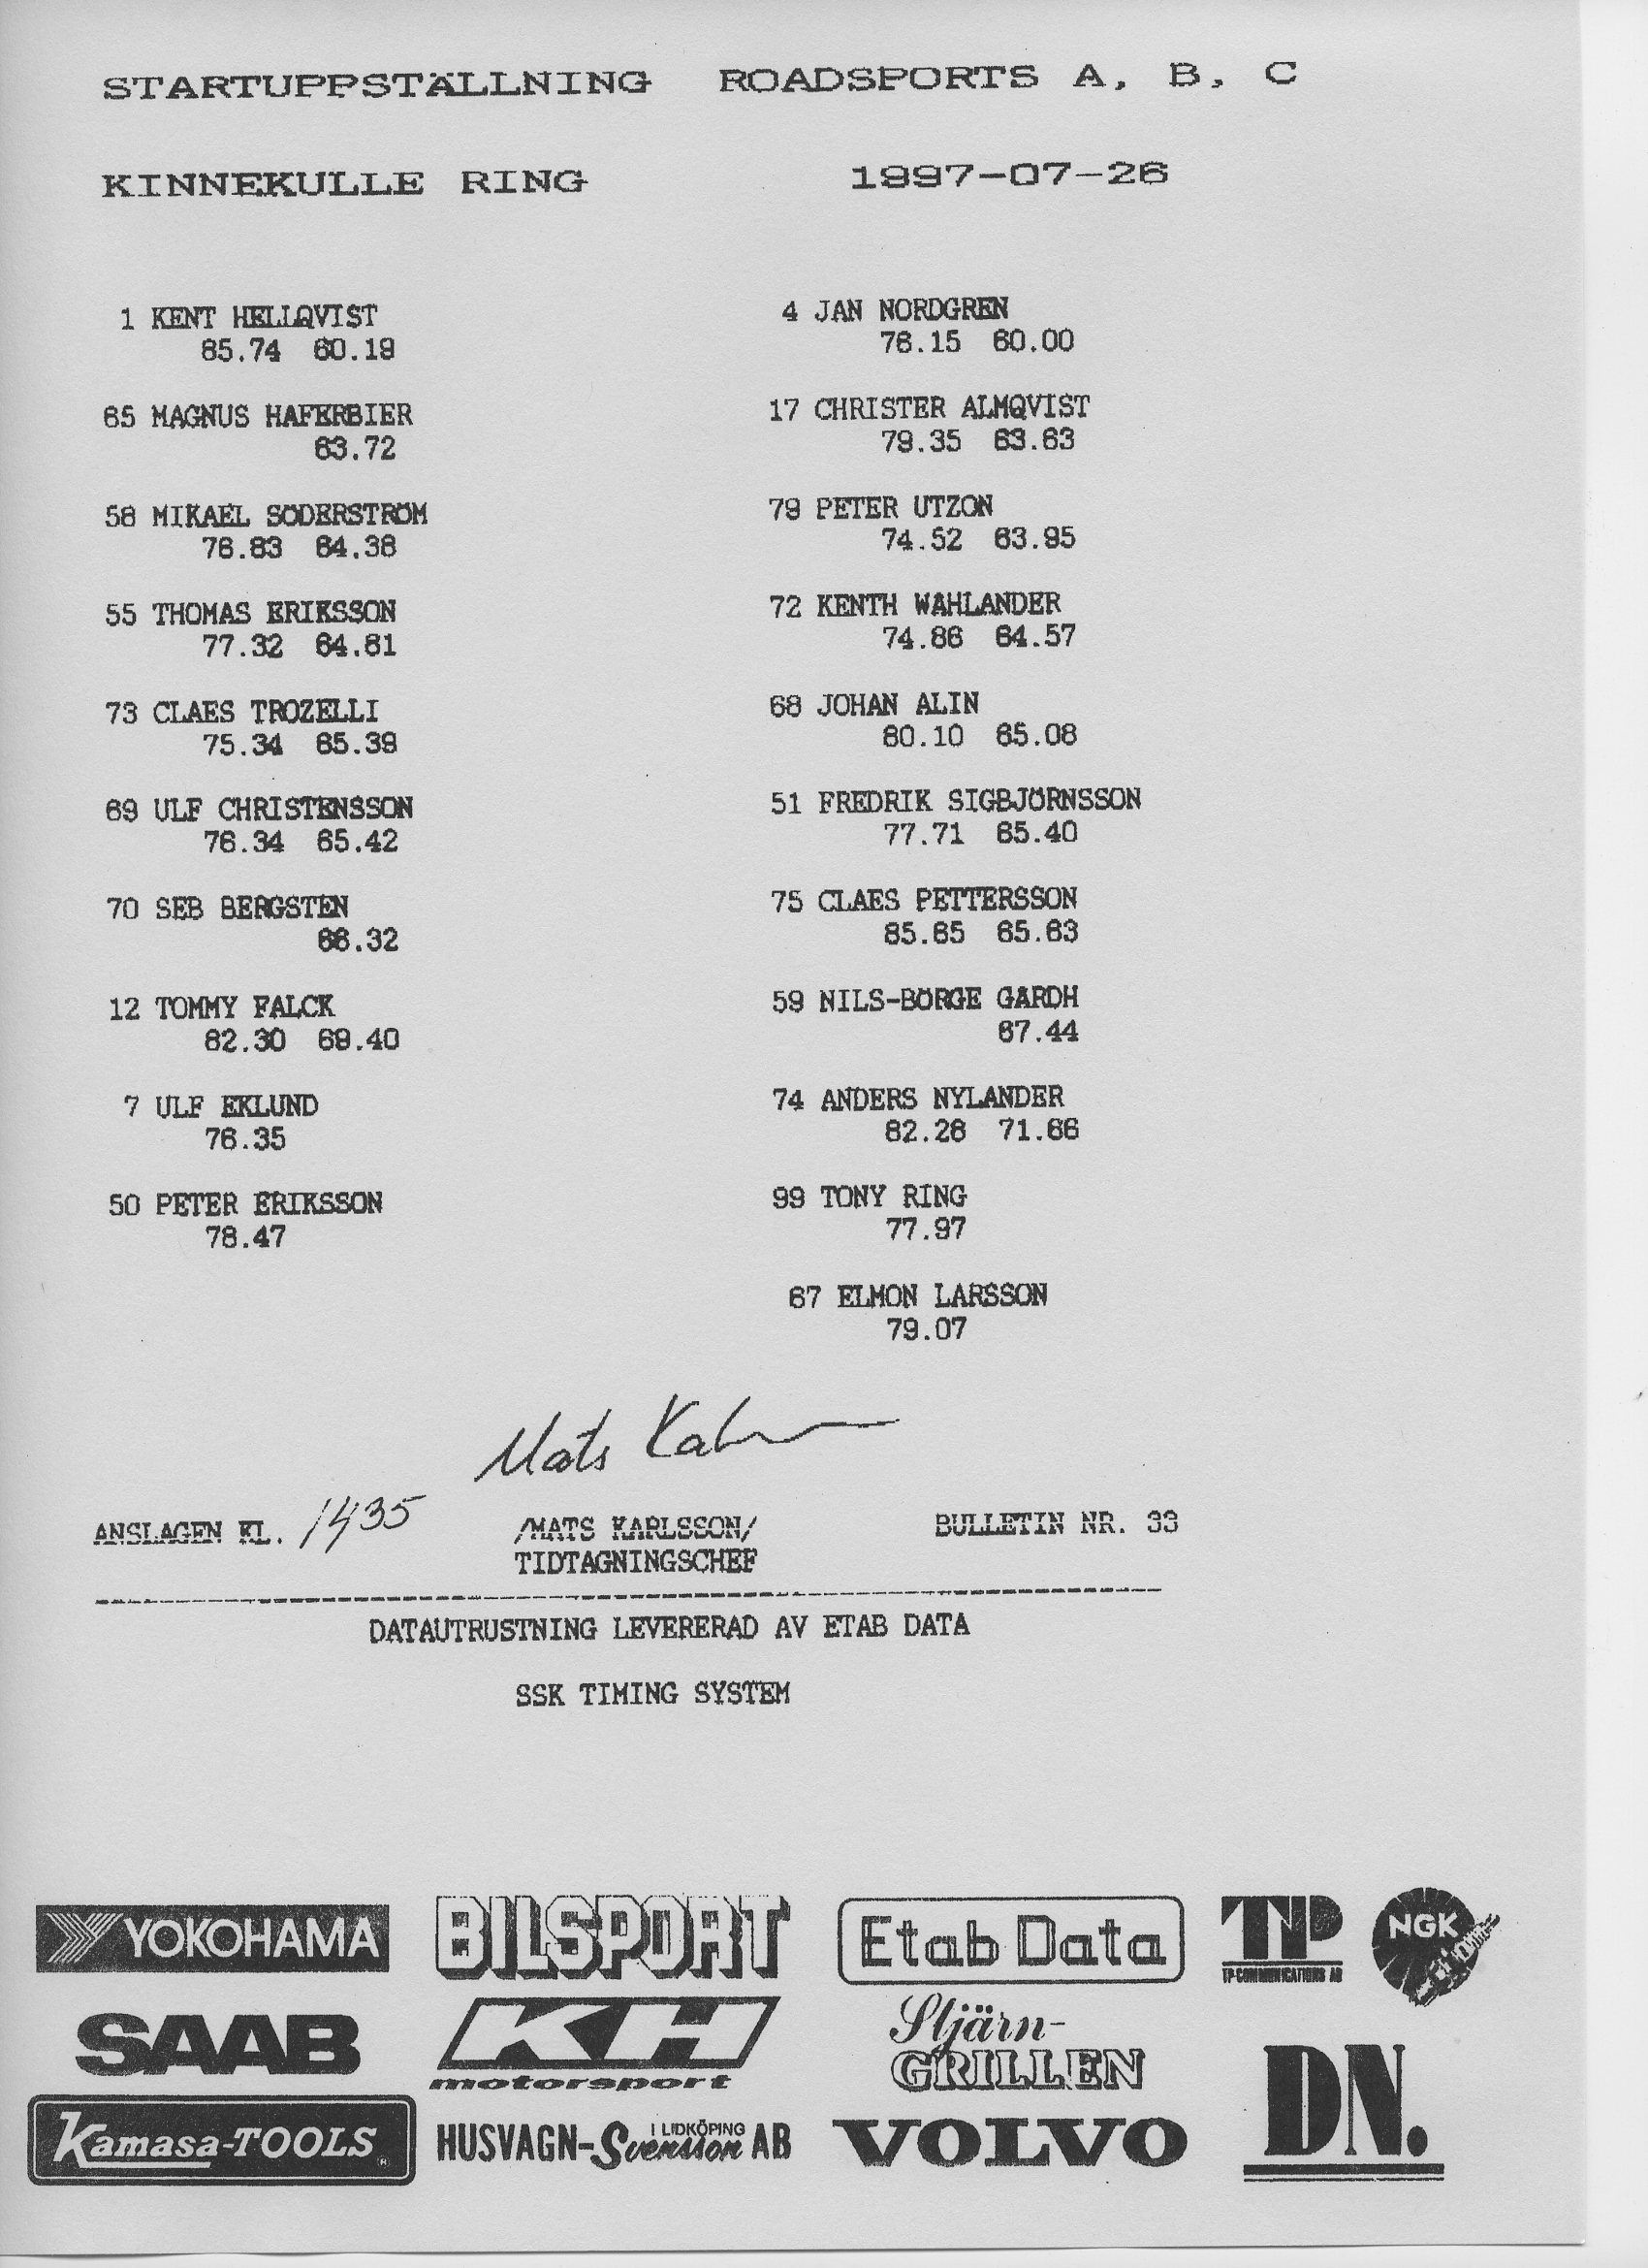 STARTUPPSTÄLLNING ROADSPORTS A, B, C
KINNEKULLE RING 1997-07-26
1 KENT HELLQVIST 4 JAN NORDGREN
85.74 60.19 76.15 60.00
65 MAGNUS HAFERBIER 17 CHRISTER ALMQVIST
63.72 79.35 63.63
58 MIKAEL SÖDERSTRÖM 79 PETER UTZON
76.83 64.38 74.52 63.95
55 THOMAS ERIKSSON 72 KENTH WAHLANDER
77.32 64.61 74.86 64.57
73 CLAES TROZELLI 68 JOHAN ALIN
75.34 65.39 80.10 65.08
69 ULF CHRISTENSSON 51 FREDRIK SIGBJÖRNSSON
76.34 65.42 77.71 65.40
70 SEB BERGSTEN 75 CLAES PETTERSSON
66.32 85.65 65.63
12 TOMMY FALCK 59 NILS-BÖRGE GARDH
82.30 69.40 67.44
7 ULF EKLUND 74 ANDERS NYLANDER
76.35 82.28 71.66
50 PETER ERIKSSON 99 TONY RING
78.47 77.97
67 ELMON LARSSON
79.07
Mats Karlsson
ANSLAGEN KL. 1435 /MATS KARLSSON/ BULLETIN NR. 33
TIDTAGNINGSCHEF
DATAUTRUSTNING LEVERERAD AV ETAB DATA
SSK TIMING SYSTEM
YOKOHAMA BILSPORT Etab Data TP NGK
TP-COMMUNICATIONS AB
SAAB KH motorsport Stjärn-GRILLEN DN.
Kamasa-TOOLS® HUSVAGN-Svensson I LIDKÖPING AB VOLVO